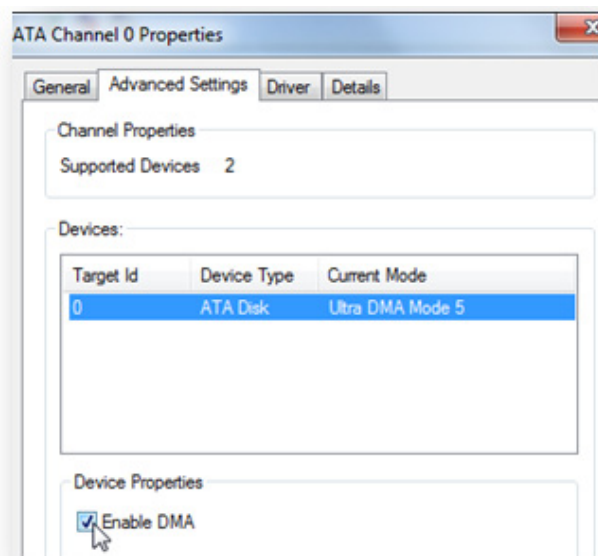 ATA Channel 0 Properties
General Advanced Settings Driver Details
Channel Properties
Supported Devices 2
Devices:
Target Id Device Type Current Mode
0 ATA Disk Ultra DMA Mode 5
Device Properties
Enable DMA